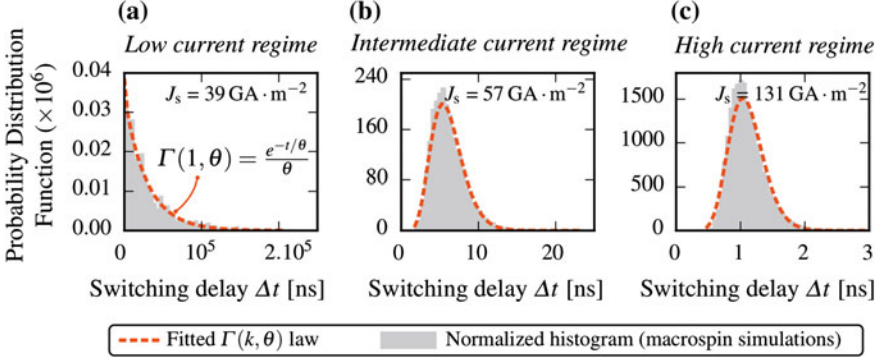 (a) (b) (c)
Low current regime Intermediate current regime High current regime
Probability Distribution
Function (×10⁶)
0.04
0.03
0.02
0.01
0.00
J_s = 39 GA · m⁻²
Γ(1, θ) = e^{-t/θ}/θ
0 10⁵ 2.10⁵
Switching delay Δt [ns]
240
160
80
0
J_s = 57 GA · m⁻²
0 10 20
Switching delay Δt [ns]
1500
1000
500
0
J_s = 131 GA · m⁻²
0 1 2 3
Switching delay Δt [ns]
Fitted Γ(k, θ) law Normalized histogram (macrospin simulations)